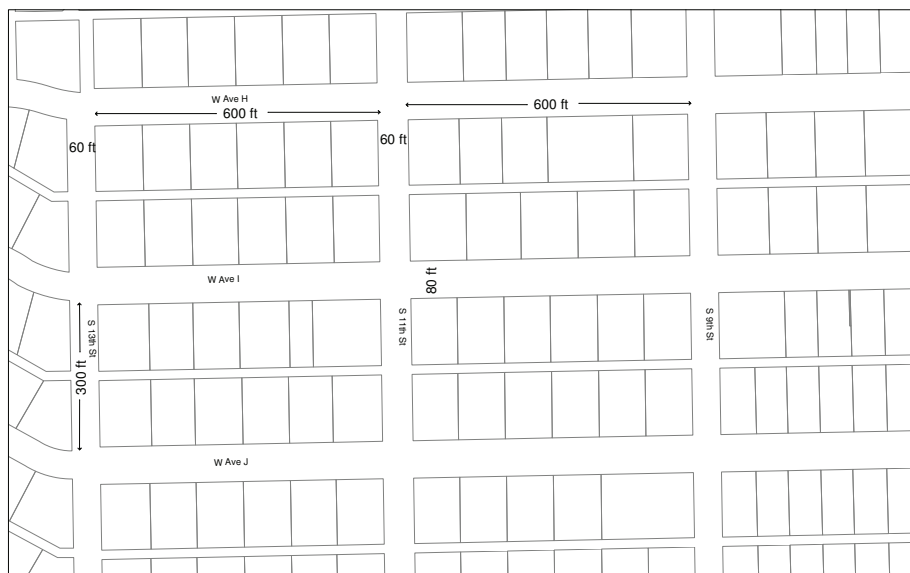 W Ave H
600 ft
600 ft
60 ft
60 ft
W Ave I
80 ft
S 13th St
S 11th St
S 9th St
300 ft
W Ave J